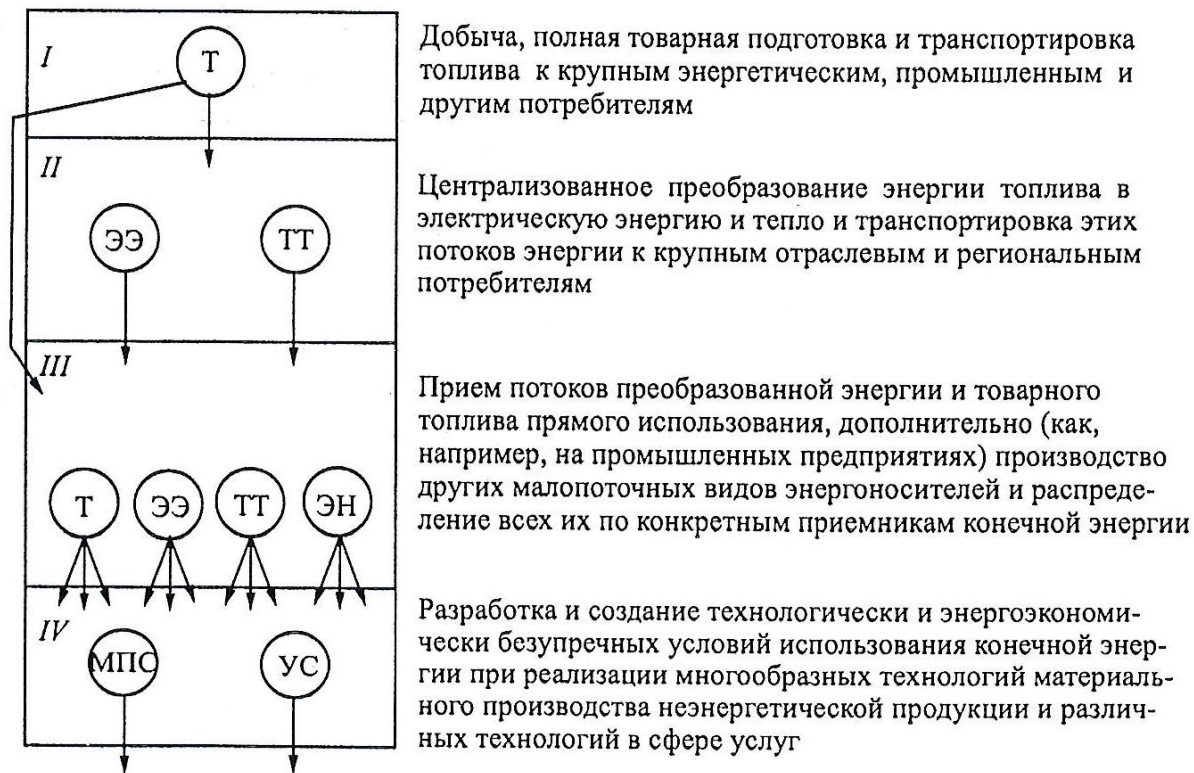 I
Т
Добыча, полная товарная подготовка и транспортировка
топлива к крупным энергетическим, промышленным и
другим потребителям
II
ЭЭ
ТТ
Централизованное преобразование энергии топлива в
электрическую энергию и тепло и транспортировка этих
потоков энергии к крупным отраслевым и региональным
потребителям
III
Т
ЭЭ
ТТ
ЭН
Прием потоков преобразованной энергии и товарного
топлива прямого использования, дополнительно (как,
например, на промышленных предприятиях) производство
других малопоточных видов энергоносителей и распреде-
ление всех их по конкретным приемникам конечной энергии
IV
МПС
УС
Разработка и создание технологически и энергоэкономи-
чески безупречных условий использования конечной энер-
гии при реализации многообразных технологий материаль-
ного производства неэнергетической продукции и различ-
ных технологий в сфере услуг